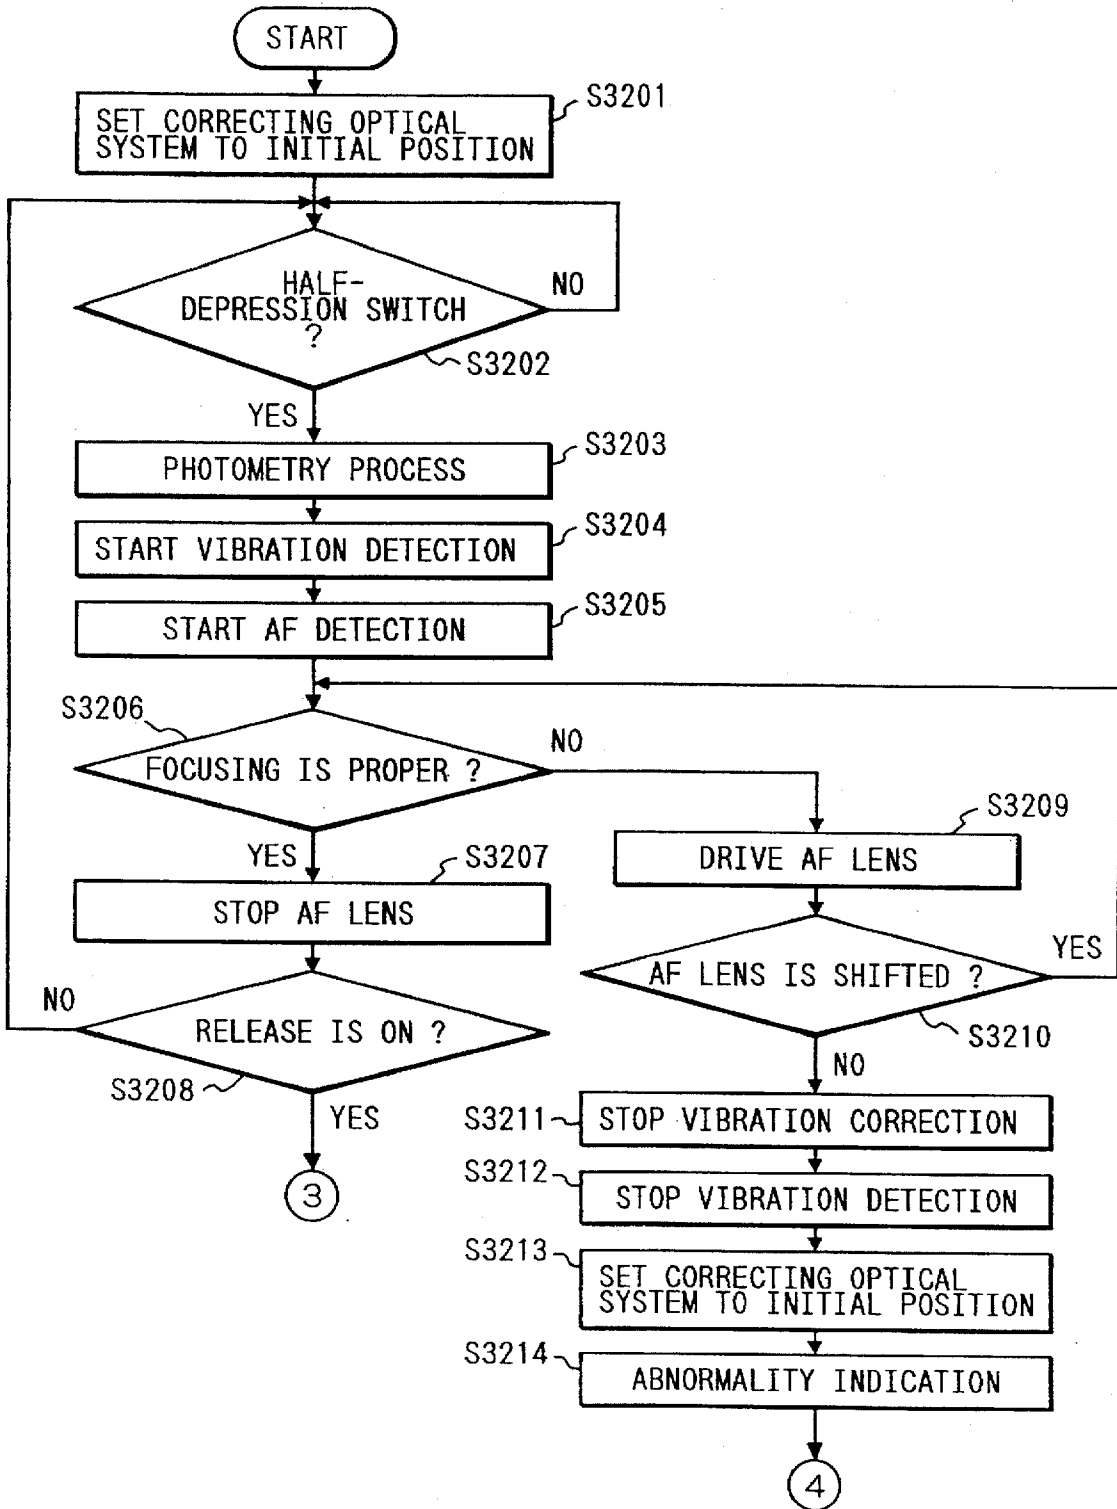 START
S3201
SET CORRECTING OPTICAL
SYSTEM TO INITIAL POSITION
HALF-
DEPRESSION SWITCH
?
NO
S3202
YES
S3203
PHOTOMETRY PROCESS
S3204
START VIBRATION DETECTION
S3205
START AF DETECTION
S3206
FOCUSING IS PROPER ?
NO
YES
S3207
STOP AF LENS
NO
RELEASE IS ON ?
S3208
YES
3
S3209
DRIVE AF LENS
AF LENS IS SHIFTED ?
YES
S3210
NO
S3211
STOP VIBRATION CORRECTION
S3212
STOP VIBRATION DETECTION
S3213
SET CORRECTING OPTICAL
SYSTEM TO INITIAL POSITION
S3214
ABNORMALITY INDICATION
4